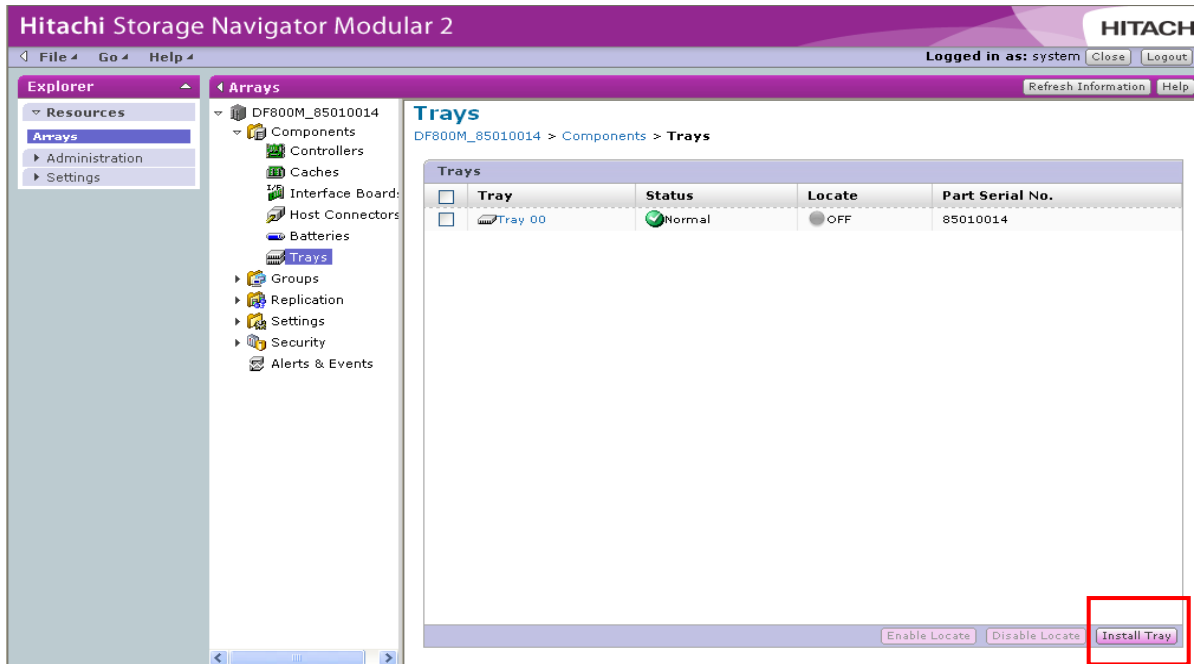 Hitachi Storage Navigator Modular 2
HITACH
File Go Help
Logged in as: system Close Logout
Explorer
Resources
Arrays
Administration
Settings
Arrays
Refresh Information Help
DF800M_85010014
Components
Controllers
Caches
Interface Boards
Host Connectors
Batteries
Trays
Groups
Replication
Settings
Security
Alerts & Events
Trays
DF800M_85010014 > Components > Trays
Trays
Tray Status Locate Part Serial No.
Tray 00 Normal OFF 85010014
Enable Locate Disable Locate Install Tray